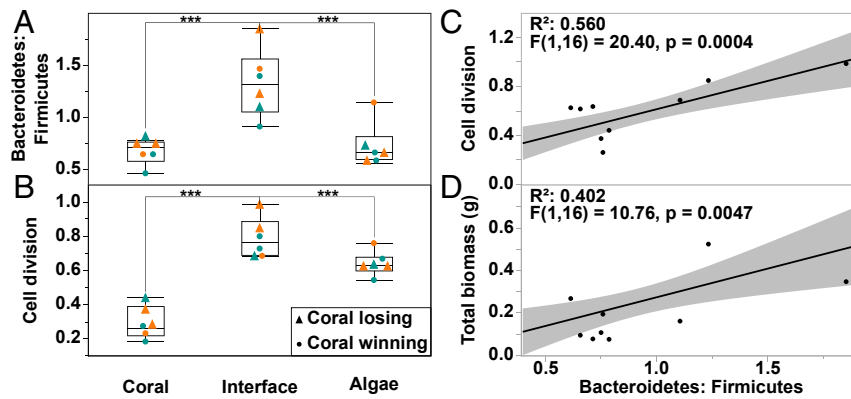 A
***
***
Bacteroidetes:
Firmicutes
1.5
1.0
0.5
B
***
***
Cell division
1.0
0.8
0.6
0.4
0.2
Coral losing
Coral winning
Coral Interface Algae
C
R²: 0.560
F(1,16) = 20.40, p = 0.0004
Cell division
1.2
0.8
0.4
0.0
D
R²: 0.402
F(1,16) = 10.76, p = 0.0047
Total biomass (g)
0.6
0.4
0.2
0.0
0.5 1.0 1.5
Bacteroidetes: Firmicutes